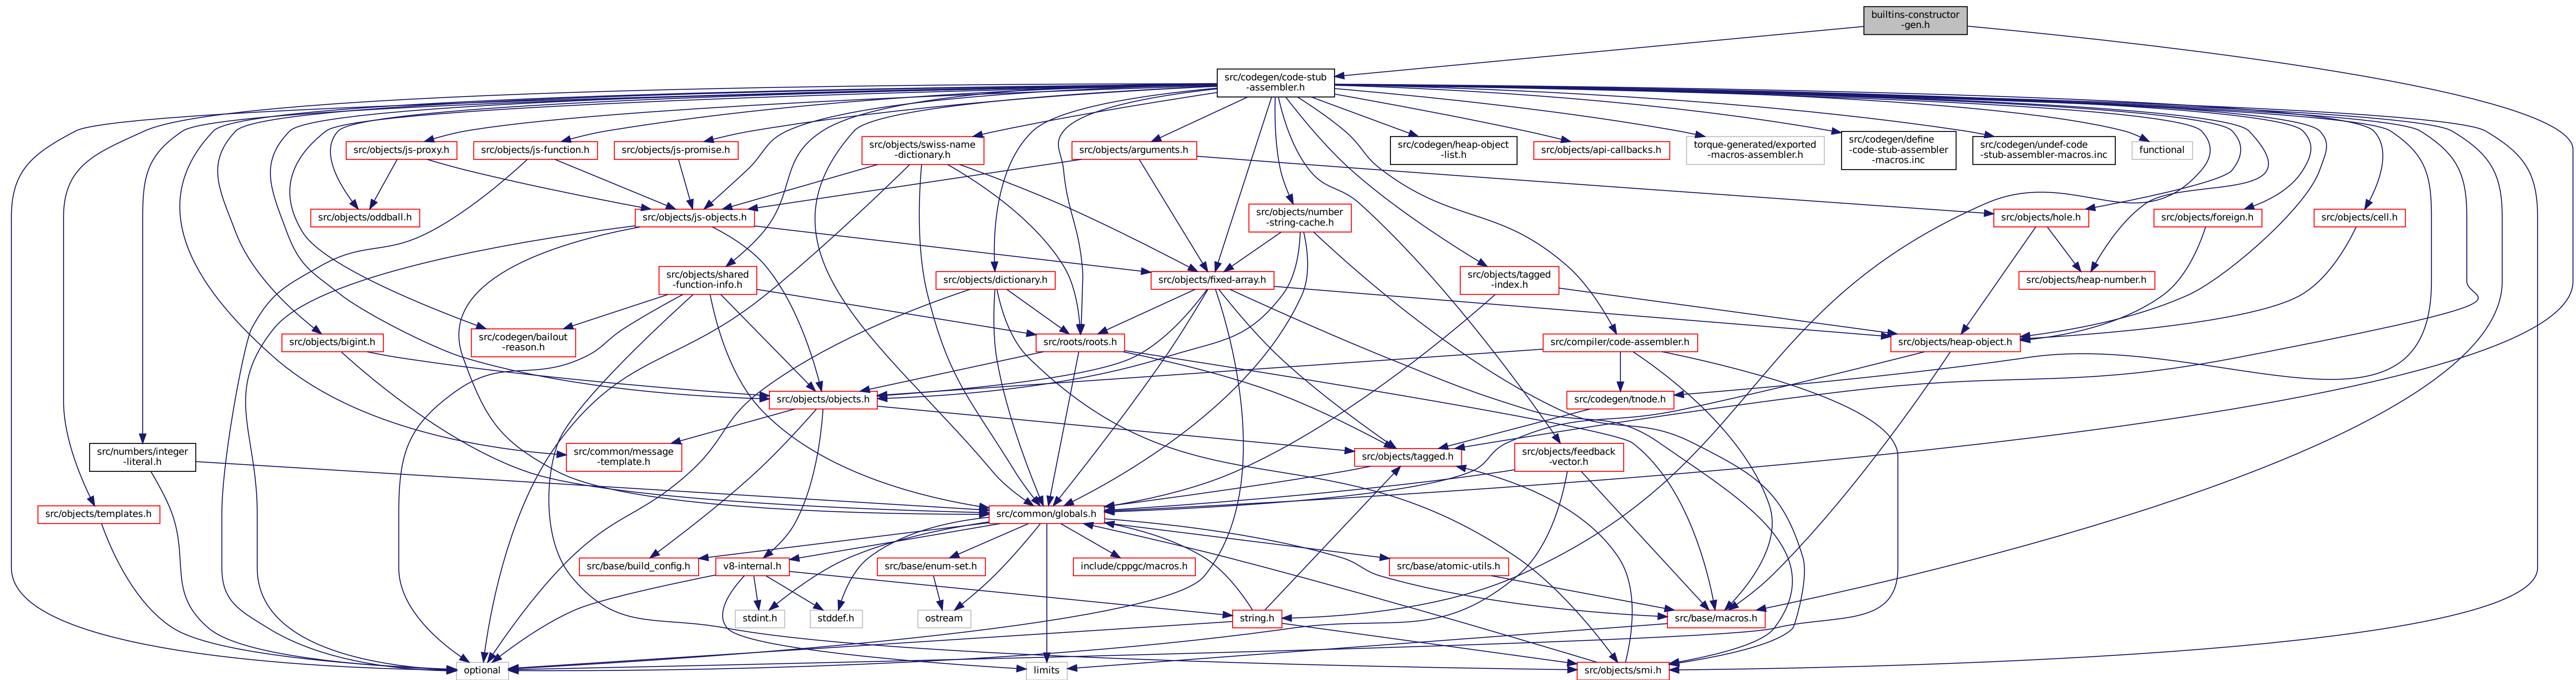 builtins-constructor
-gen.h
src/codegen/code-stub
-assembler.h
src/objects/js-proxy.h
src/objects/js-function.h
src/objects/js-promise.h
src/objects/swiss-name
-dictionary.h
src/objects/arguments.h
src/codegen/heap-object
-list.h
src/objects/api-callbacks.h
torque-generated/exported
-macros-assembler.h
src/codegen/define
-code-stub-assembler
-macros.inc
src/codegen/undef-code
-stub-assembler-macros.inc
functional
src/objects/oddball.h
src/objects/js-objects.h
src/objects/number
-string-cache.h
src/objects/hole.h
src/objects/foreign.h
src/objects/cell.h
src/objects/shared
-function-info.h
src/objects/dictionary.h
src/objects/fixed-array.h
src/objects/tagged
-index.h
src/objects/heap-number.h
src/objects/bigint.h
src/codegen/bailout
-reason.h
src/roots/roots.h
src/compiler/code-assembler.h
src/objects/heap-object.h
src/objects/objects.h
src/codegen/tnode.h
src/numbers/integer
-literal.h
src/common/message
-template.h
src/objects/tagged.h
src/objects/feedback
-vector.h
src/objects/templates.h
src/common/globals.h
src/base/build_config.h
v8-internal.h
src/base/enum-set.h
include/cppgc/macros.h
src/base/atomic-utils.h
stdint.h
stddef.h
ostream
string.h
src/base/macros.h
optional
limits
src/objects/smi.h